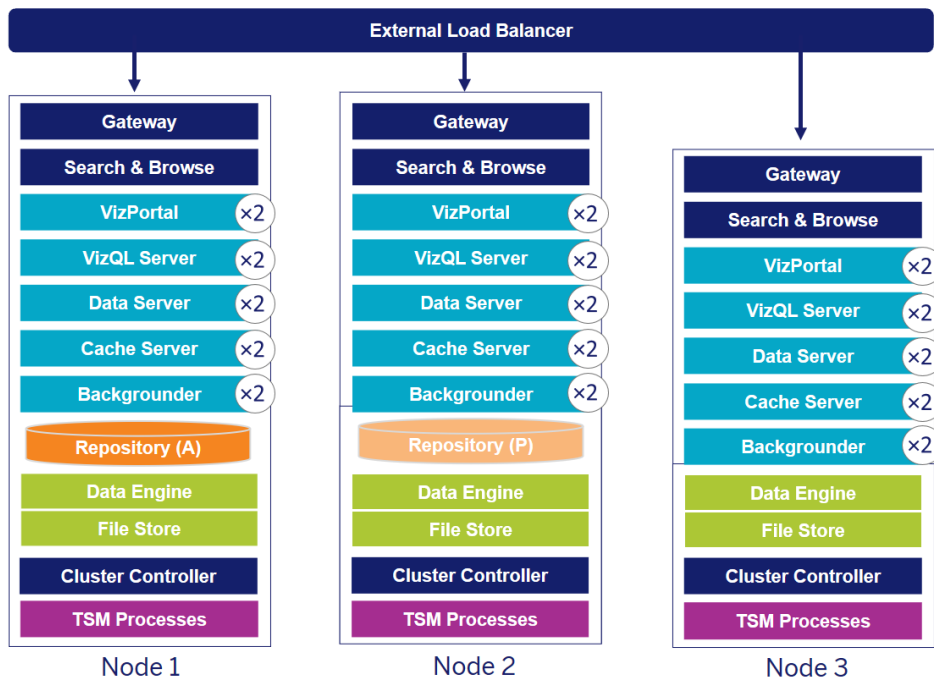 External Load Balancer
Gateway
Search & Browse
VizPortal
×2
VizQL Server
×2
Data Server
×2
Cache Server
×2
Backgrounder
×2
Repository (A)
Data Engine
File Store
Cluster Controller
TSM Processes
Node 1
Gateway
Search & Browse
VizPortal
×2
VizQL Server
×2
Data Server
×2
Cache Server
×2
Backgrounder
×2
Repository (P)
Data Engine
File Store
Cluster Controller
TSM Processes
Node 2
Gateway
Search & Browse
VizPortal
×2
VizQL Server
×2
Data Server
×2
Cache Server
×2
Backgrounder
×2
Data Engine
File Store
Cluster Controller
TSM Processes
Node 3